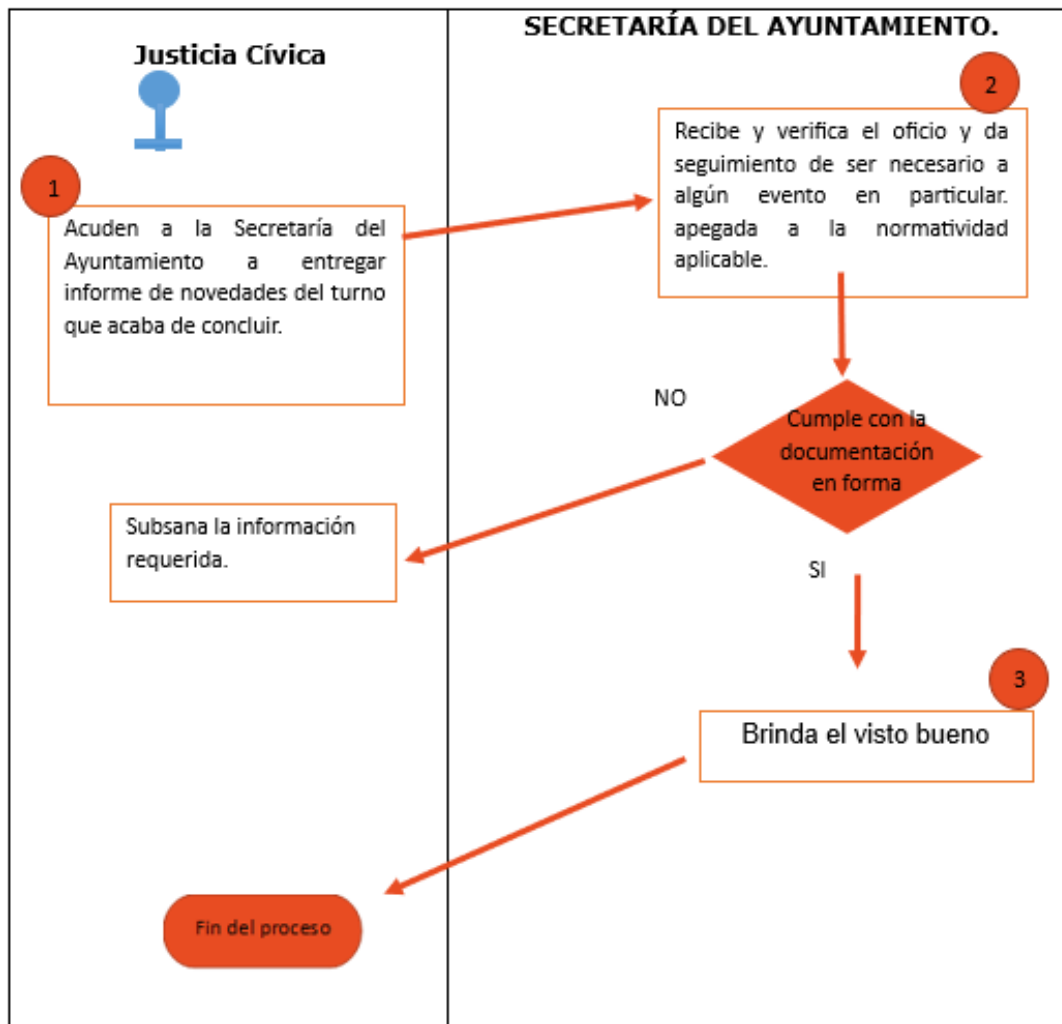 Justicia Cívica
SECRETARÍA DEL AYUNTAMIENTO.
1
Acuden a la Secretaría del
Ayuntamiento a entregar
informe de novedades del turno
que acaba de concluir.
2
Recibe y verifica el oficio y da
seguimiento de ser necesario a
algún evento en particular.
apegada a la normatividad
aplicable.
Cumple con la
documentación
en forma
NO
Subsana la información
requerida.
SI
3
Brinda el visto bueno
Fin del proceso